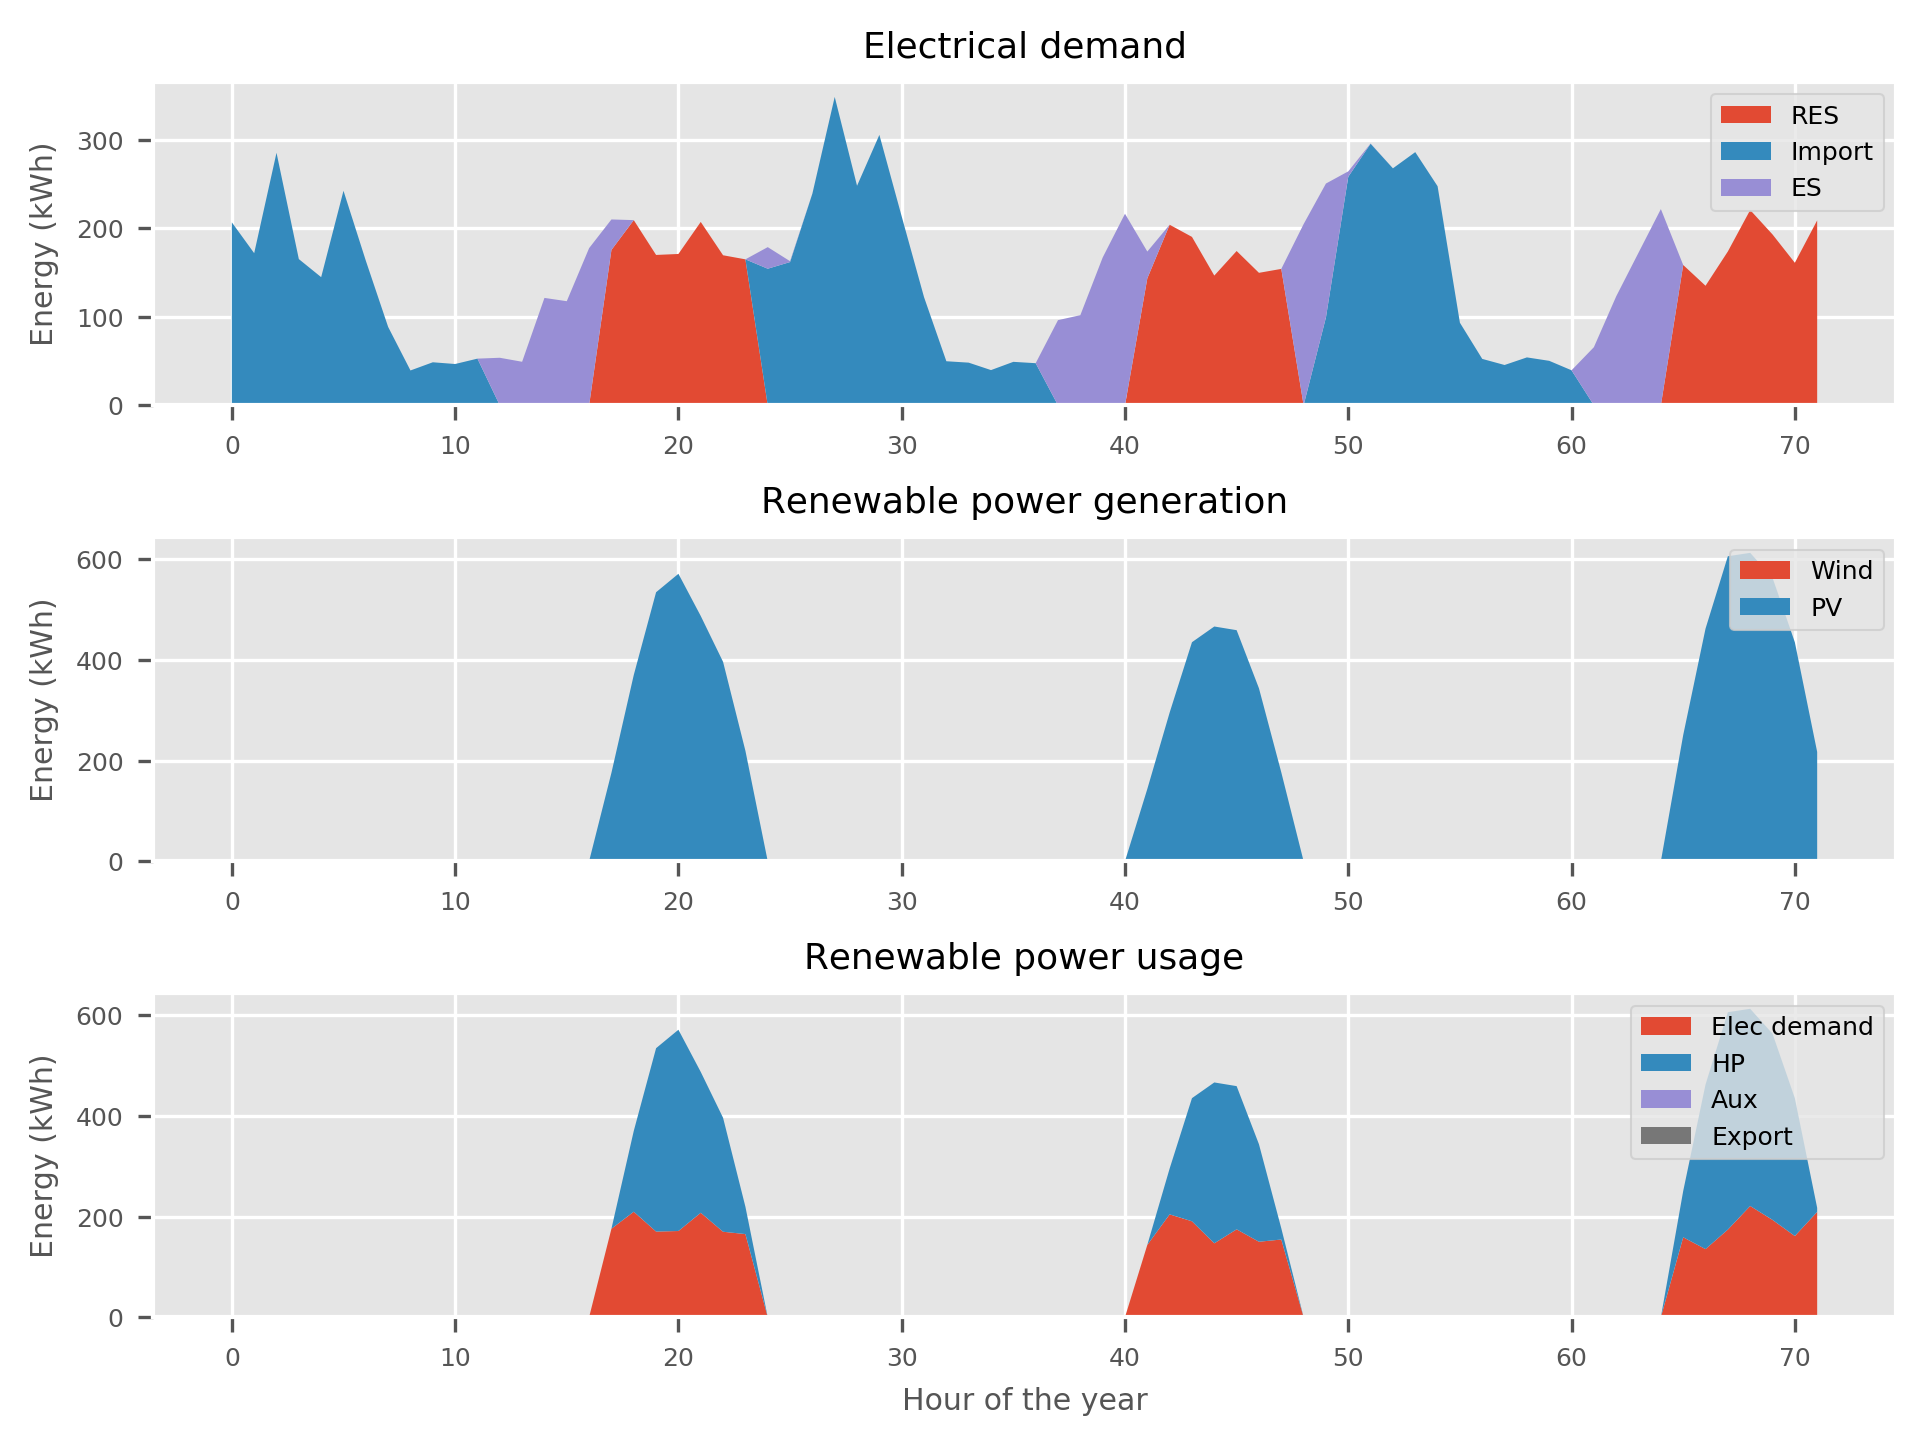 Electrical demand
Energy (kWh)
300
200
100
0
RES
Import
ES
0 10 20 30 40 50 60 70
Renewable power generation
Energy (kWh)
600
400
200
0
Wind
PV
0 10 20 30 40 50 60 70
Renewable power usage
Energy (kWh)
600
400
200
0
Elec demand
HP
Aux
Export
0 10 20 30 40 50 60 70
Hour of the year